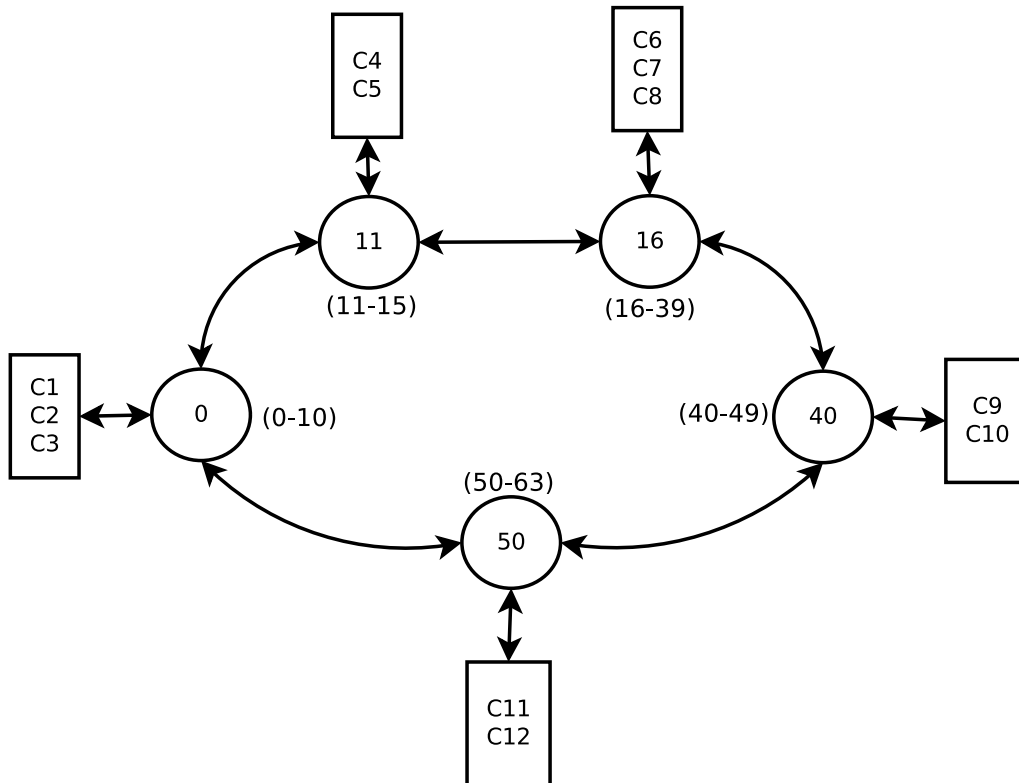 C4
C5
C6
C7
C8
11
16
(11-15)
(16-39)
C1
C2
C3
0
(0-10)
(40-49)
40
C9
C10
(50-63)
50
C11
C12